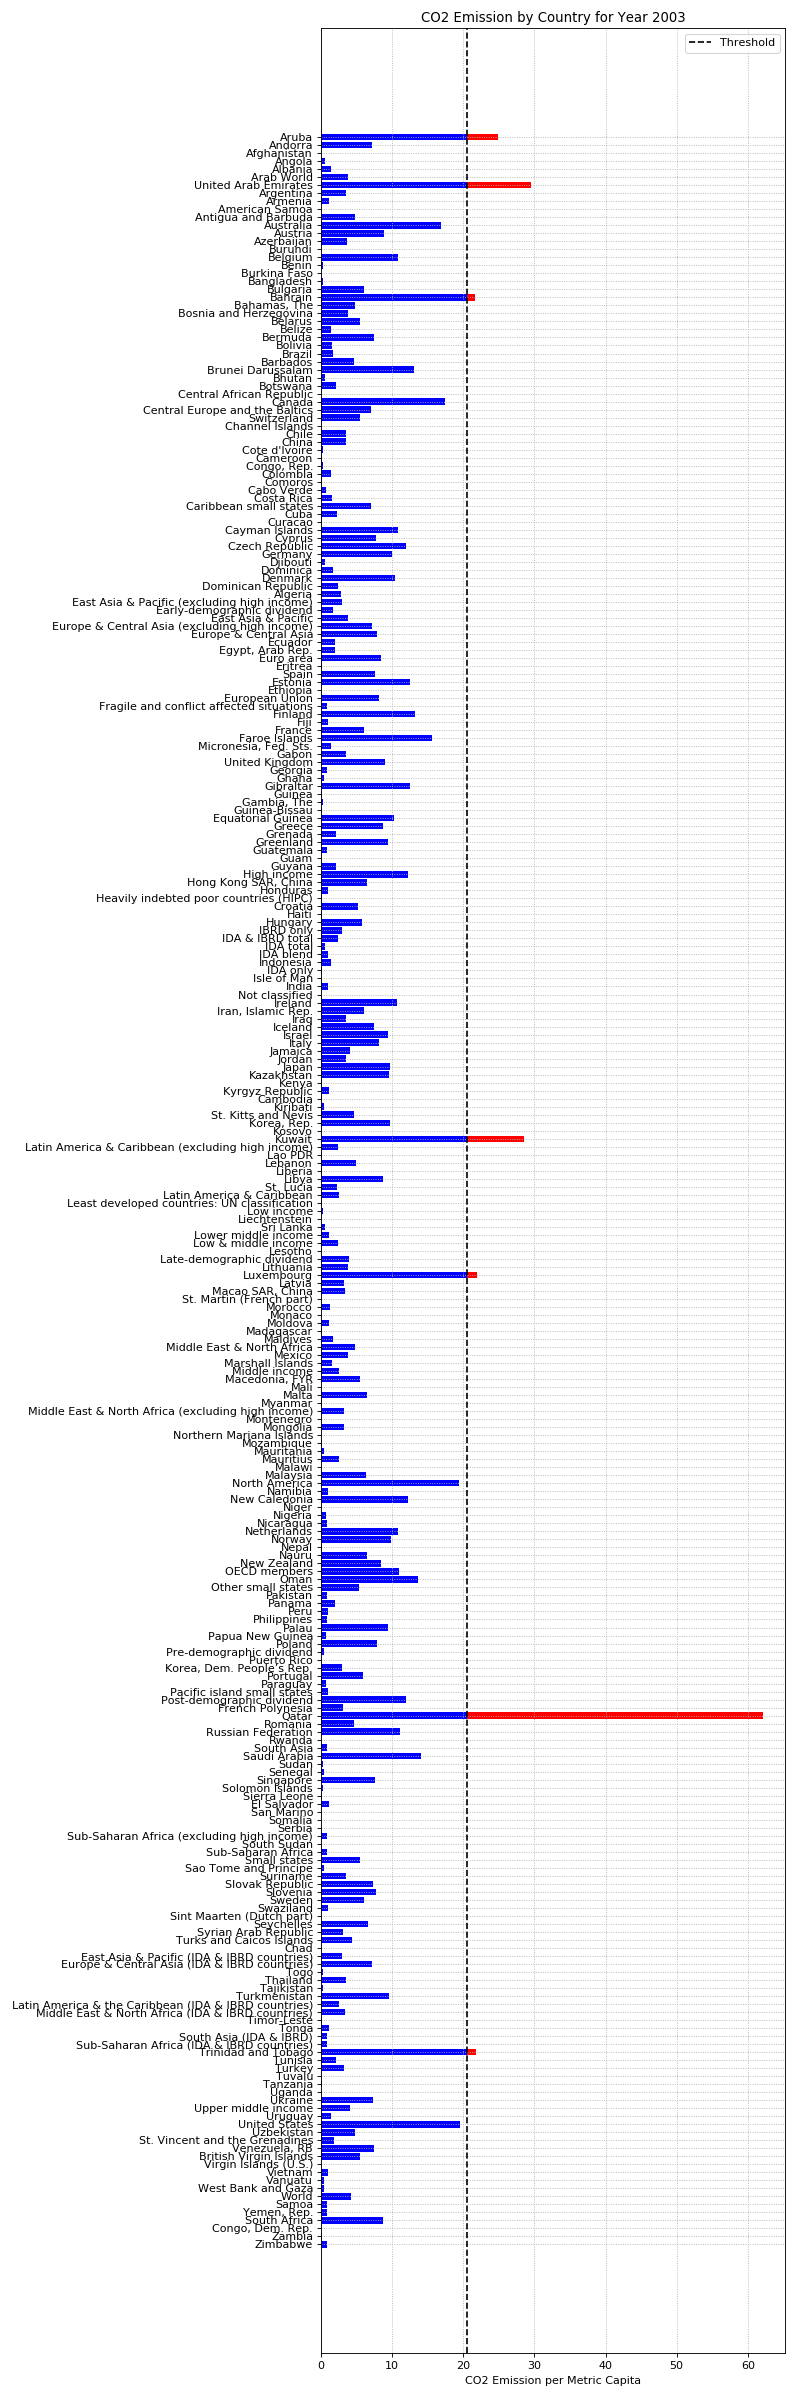 CO2 Emission by Country for Year 2003
Threshold
Aruba
Andorra
Afghanistan
Angola
Albania
Arab World
United Arab Emirates
Argentina
Armenia
American Samoa
Antigua and Barbuda
Australia
Austria
Azerbaijan
Burundi
Belgium
Benin
Burkina Faso
Bangladesh
Bulgaria
Bahrain
Bahamas, The
Bosnia and Herzegovina
Belarus
Belize
Bermuda
Bolivia
Brazil
Barbados
Brunei Darussalam
Bhutan
Botswana
Central African Republic
Canada
Central Europe and the Baltics
Switzerland
Channel Islands
Chile
China
Cote d'Ivoire
Cameroon
Congo, Rep.
Colombia
Comoros
Cabo Verde
Costa Rica
Caribbean small states
Cuba
Curacao
Cayman Islands
Cyprus
Czech Republic
Germany
Djibouti
Dominica
Denmark
Dominican Republic
Algeria
East Asia & Pacific (excluding high income)
Early-demographic dividend
East Asia & Pacific
Europe & Central Asia (excluding high income)
Europe & Central Asia
Ecuador
Egypt, Arab Rep.
Euro area
Eritrea
Spain
Estonia
Ethiopia
European Union
Fragile and conflict affected situations
Finland
Fiji
France
Faroe Islands
Micronesia, Fed. Sts.
Gabon
United Kingdom
Georgia
Ghana
Gibraltar
Guinea
Gambia, The
Guinea-Bissau
Equatorial Guinea
Greece
Grenada
Greenland
Guatemala
Guam
Guyana
High income
Hong Kong SAR, China
Honduras
Heavily indebted poor countries (HIPC)
Croatia
Haiti
Hungary
IBRD only
IDA & IBRD total
IDA total
IDA blend
Indonesia
IDA only
Isle of Man
India
Not classified
Ireland
Iran, Islamic Rep.
Iraq
Iceland
Israel
Italy
Jamaica
Jordan
Japan
Kazakhstan
Kenya
Kyrgyz Republic
Cambodia
Kiribati
St. Kitts and Nevis
Korea, Rep.
Kosovo
Kuwait
Latin America & Caribbean (excluding high income)
Lao PDR
Lebanon
Liberia
Libya
St. Lucia
Latin America & Caribbean
Least developed countries: UN classification
Low income
Liechtenstein
Sri Lanka
Lower middle income
Low & middle income
Lesotho
Late-demographic dividend
Lithuania
Luxembourg
Latvia
Macao SAR, China
St. Martin (French part)
Morocco
Monaco
Moldova
Madagascar
Maldives
Middle East & North Africa
Mexico
Marshall Islands
Middle income
Macedonia, FYR
Mali
Malta
Myanmar
Middle East & North Africa (excluding high income)
Montenegro
Mongolia
Northern Mariana Islands
Mozambique
Mauritania
Mauritius
Malawi
Malaysia
North America
Namibia
New Caledonia
Niger
Nigeria
Nicaragua
Netherlands
Norway
Nepal
Nauru
New Zealand
OECD members
Oman
Other small states
Pakistan
Panama
Peru
Philippines
Palau
Papua New Guinea
Poland
Pre-demographic dividend
Puerto Rico
Korea, Dem. People's Rep.
Portugal
Paraguay
Pacific island small states
Post-demographic dividend
French Polynesia
Qatar
Romania
Russian Federation
Rwanda
South Asia
Saudi Arabia
Sudan
Senegal
Singapore
Solomon Islands
Sierra Leone
El Salvador
San Marino
Somalia
Serbia
Sub-Saharan Africa (excluding high income)
South Sudan
Sub-Saharan Africa
Small states
Sao Tome and Principe
Suriname
Slovak Republic
Slovenia
Sweden
Swaziland
Sint Maarten (Dutch part)
Seychelles
Syrian Arab Republic
Turks and Caicos Islands
Chad
East Asia & Pacific (IDA & IBRD countries)
Europe & Central Asia (IDA & IBRD countries)
Togo
Thailand
Tajikistan
Turkmenistan
Latin America & the Caribbean (IDA & IBRD countries)
Middle East & North Africa (IDA & IBRD countries)
Timor-Leste
Tonga
South Asia (IDA & IBRD)
Sub-Saharan Africa (IDA & IBRD countries)
Trinidad and Tobago
Tunisia
Turkey
Tuvalu
Tanzania
Uganda
Ukraine
Upper middle income
Uruguay
United States
Uzbekistan
St. Vincent and the Grenadines
Venezuela, RB
British Virgin Islands
Virgin Islands (U.S.)
Vietnam
Vanuatu
West Bank and Gaza
World
Samoa
Yemen, Rep.
South Africa
Congo, Dem. Rep.
Zambia
Zimbabwe
0 10 20 30 40 50 60
CO2 Emission per Metric Capita